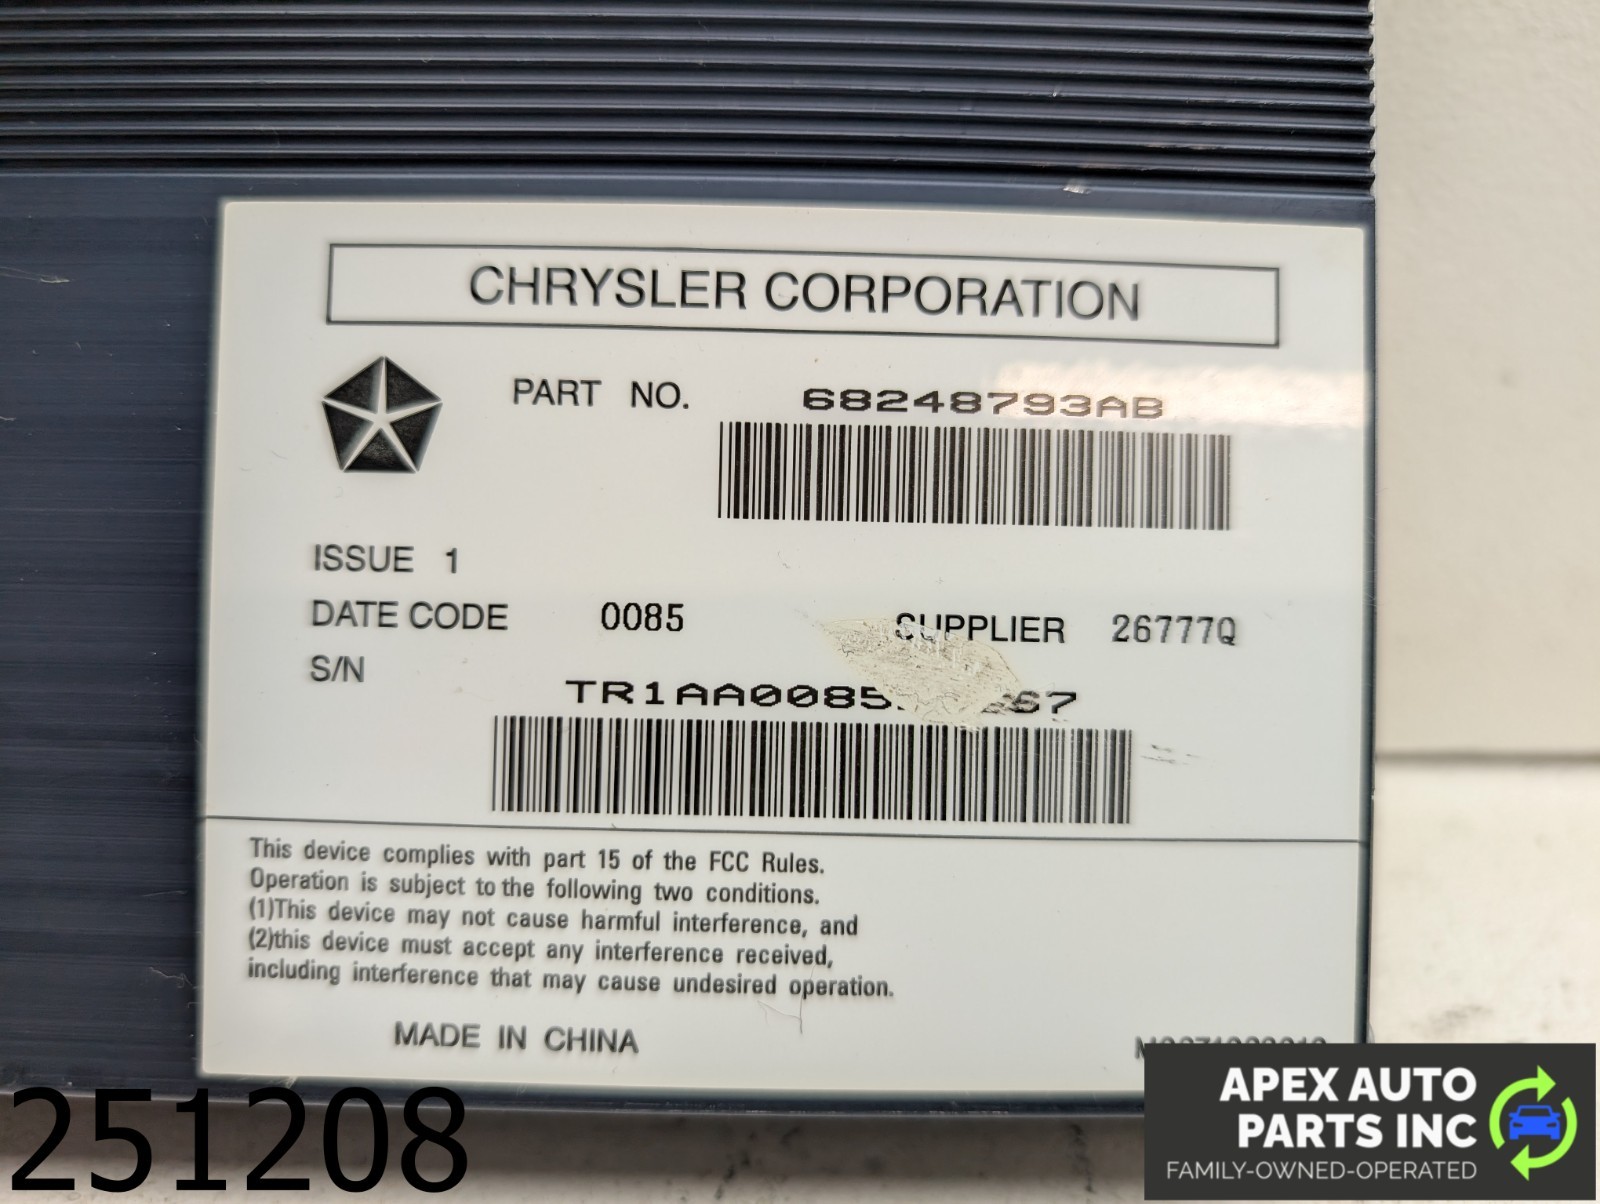 CHRYSLER CORPORATION
PART NO. 68248793AB
ISSUE 1
DATE CODE 0085 SUPPLIER 26777Q
S/N
This device complies with part 15 of the FCC Rules.
Operation is subject to the following two conditions.
(1)This device may not cause harmful interference, and
(2)this device must accept any interference received,
including interference that may cause undesired operation.
MADE IN CHINA
251208
APEX AUTO
PARTS INC
FAMILY-OWNED-OPERATED